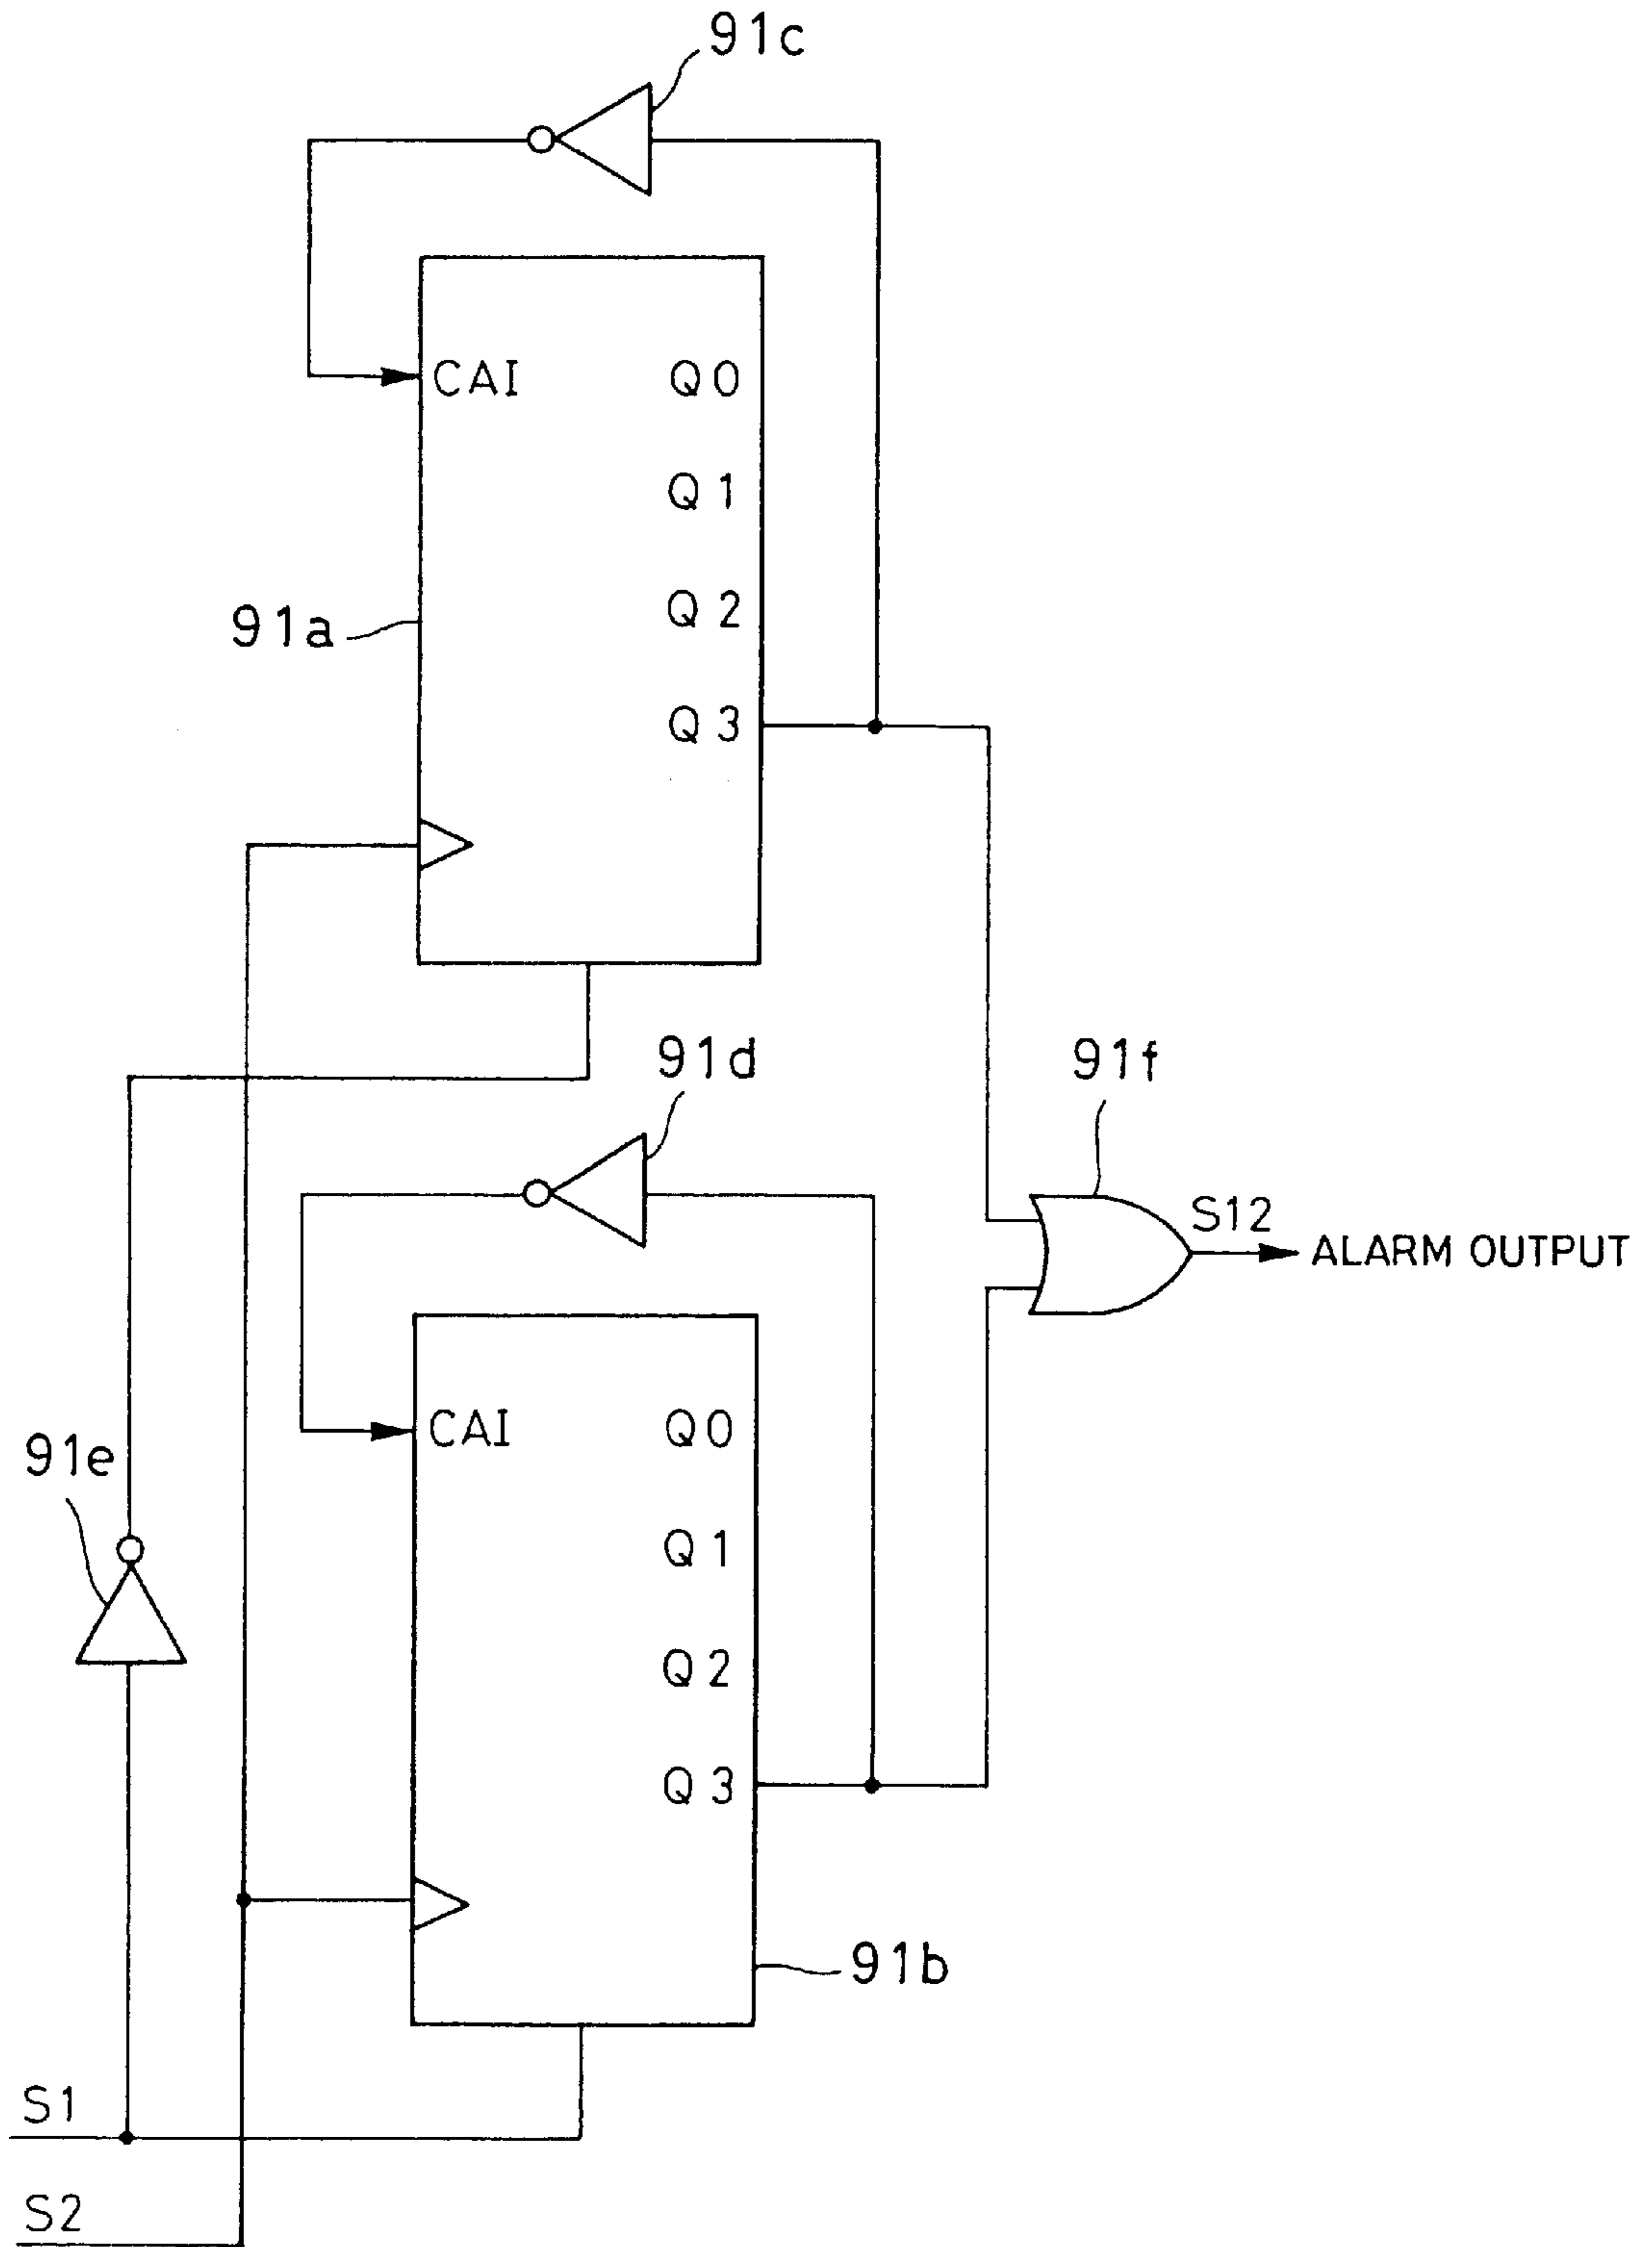 91c
CAI Q0
Q1
Q2
91a
Q3
91d
91f
S12
ALARM OUTPUT
CAI Q0
91e
Q1
Q2
Q3
91b
S1
S2